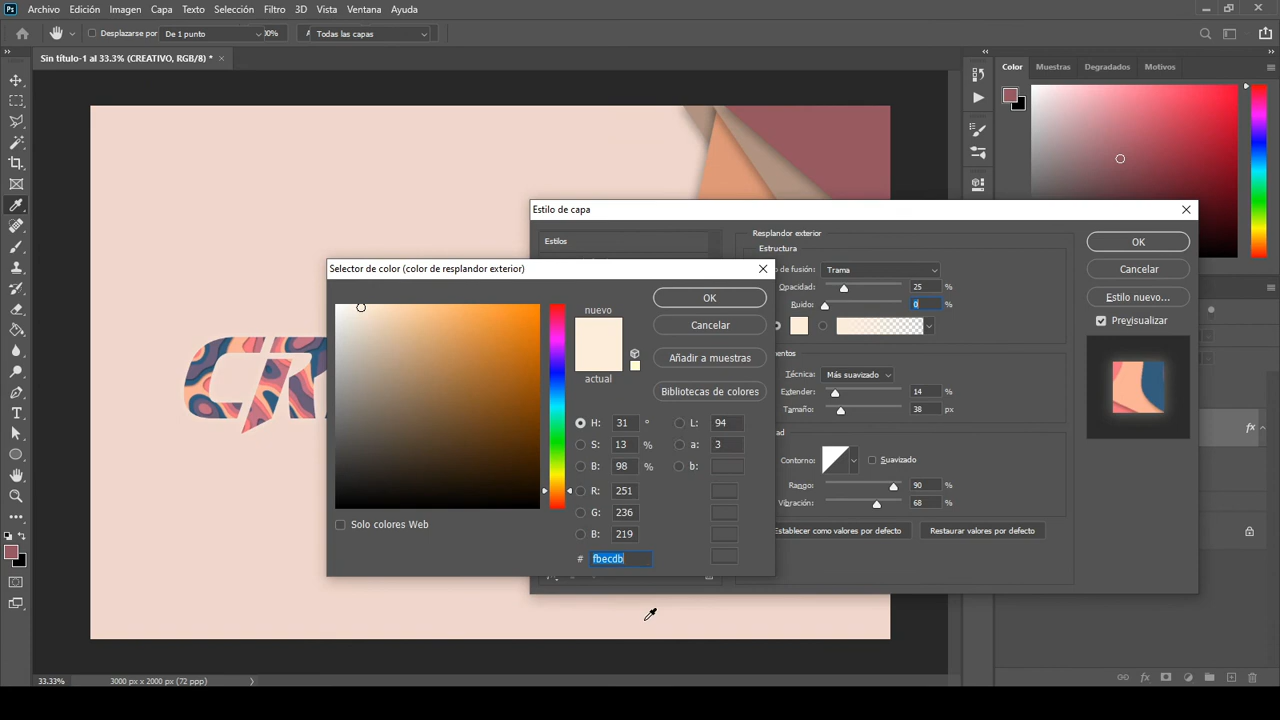 Ps Archivo Edición Imagen Capa Texto Selección Filtro 3D Vista Ventana Ayuda
Desplazarse por De 1 punto Todas las capas
Sin título-1 al 33.3% (CREATIVO, RGB/8) * ×
Color Muestras Degradados Motivos
Estilo de capa
Estilos
Resplandor exterior
Estructura
OK
de fusión: Trama
Cancelar
Opacidad: 25 %
Ruido: 0 %
Estilo nuevo...
Previsualizar
Técnica: Más suavizado
Extender: 14 %
Tamaño: 38 px
Contorno: Suavizado
Rango: 90 %
Vibración: 68 %
Establecer como valores por defecto Restaurar valores por defecto
Selector de color (color de resplandor exterior)
nuevo
actual
OK
Cancelar
Añadir a muestras
Bibliotecas de colores
H: 31 ° L: 94
S: 13 % a: 3
B: 98 % b:
R: 251
G: 236
B: 219
# fbecdb
Solo colores Web
fx
33.33% 3000 px x 2000 px (72 ppp)
fx